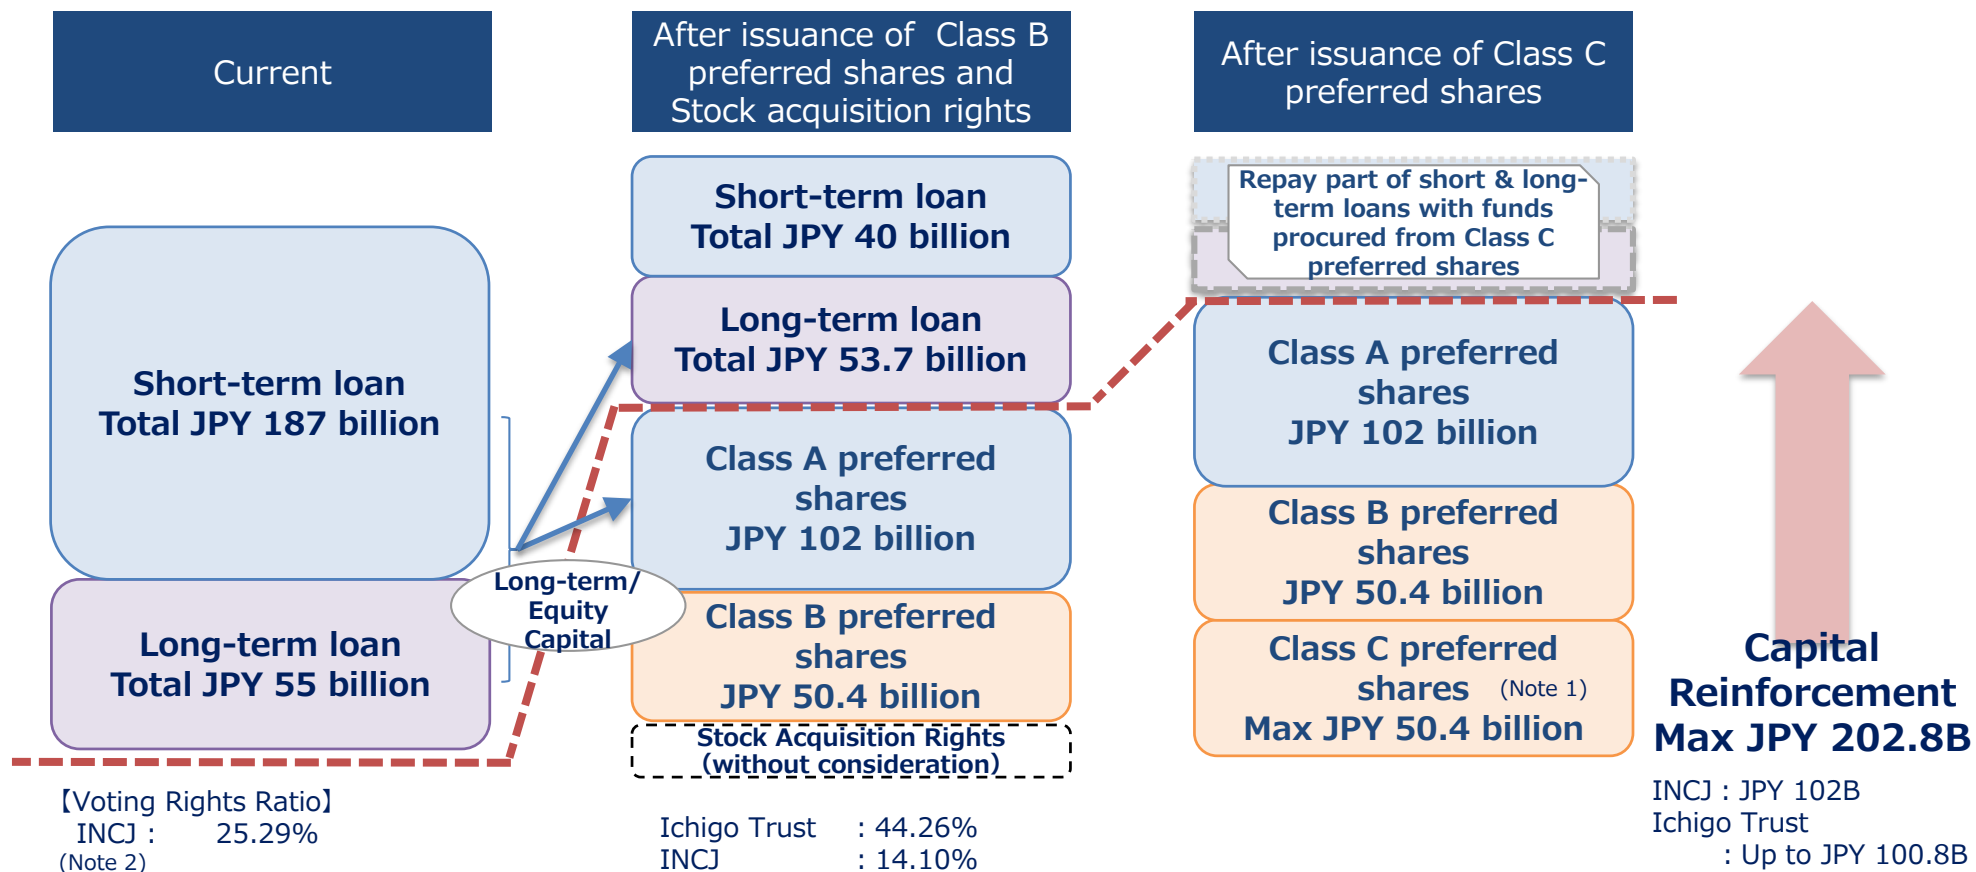 Current
After issuance of Class B
preferred shares and
Stock acquisition rights
After issuance of Class C
preferred shares
Short-term loan
Total JPY 187 billion
Long-term loan
Total JPY 55 billion
Long-term/
Equity
Capital
Short-term loan
Total JPY 40 billion
Long-term loan
Total JPY 53.7 billion
Class A preferred
shares
JPY 102 billion
Class B preferred
shares
JPY 50.4 billion
Stock Acquisition Rights
(without consideration)
Repay part of short & long-
term loans with funds
procured from Class C
preferred shares
Class A preferred
shares
JPY 102 billion
Class B preferred
shares
JPY 50.4 billion
Class C preferred
shares (Note 1)
Max JPY 50.4 billion
Capital
Reinforcement
Max JPY 202.8B
INCJ : JPY 102B
Ichigo Trust
: Up to JPY 100.8B
【Voting Rights Ratio】
INCJ : 25.29%
(Note 2)
Ichigo Trust : 44.26%
INCJ : 14.10%